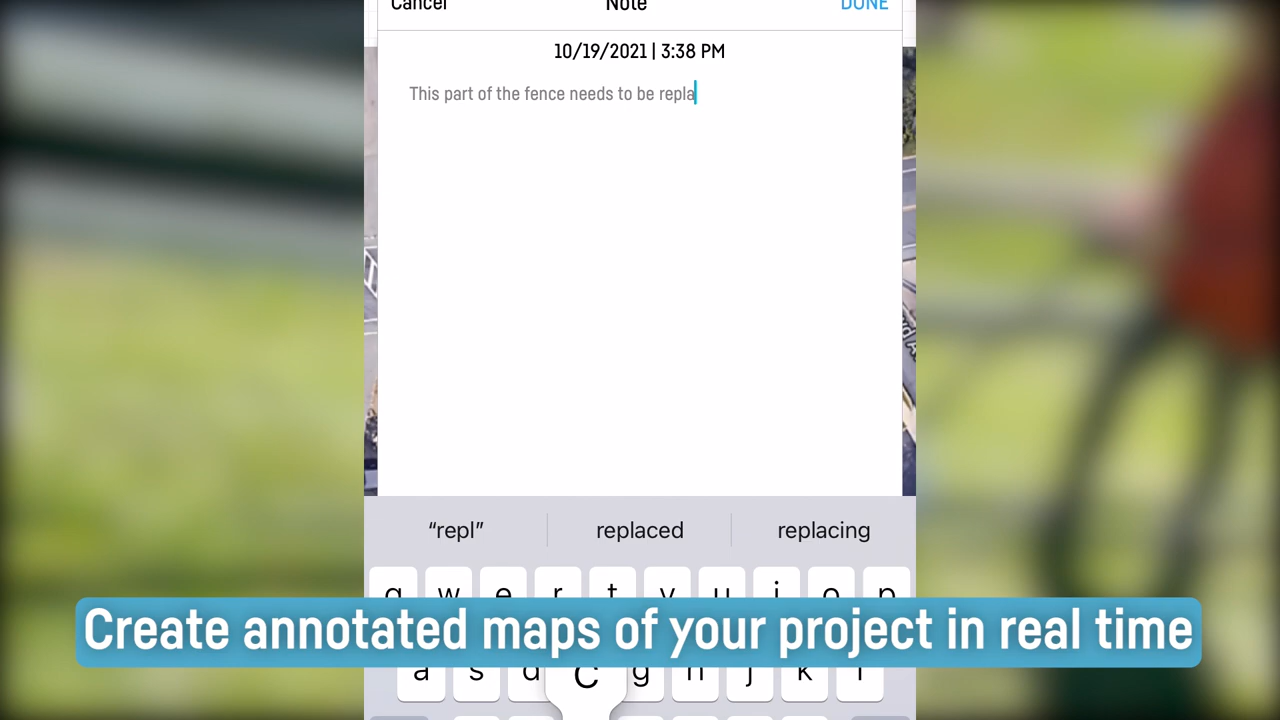 Cancel Note DONE
10/19/2021 | 3:38 PM
This part of the fence needs to be repla
“repl” replaced replacing
q w e r t y u i o p
Create annotated maps of your project in real time
a s d C g h j k l